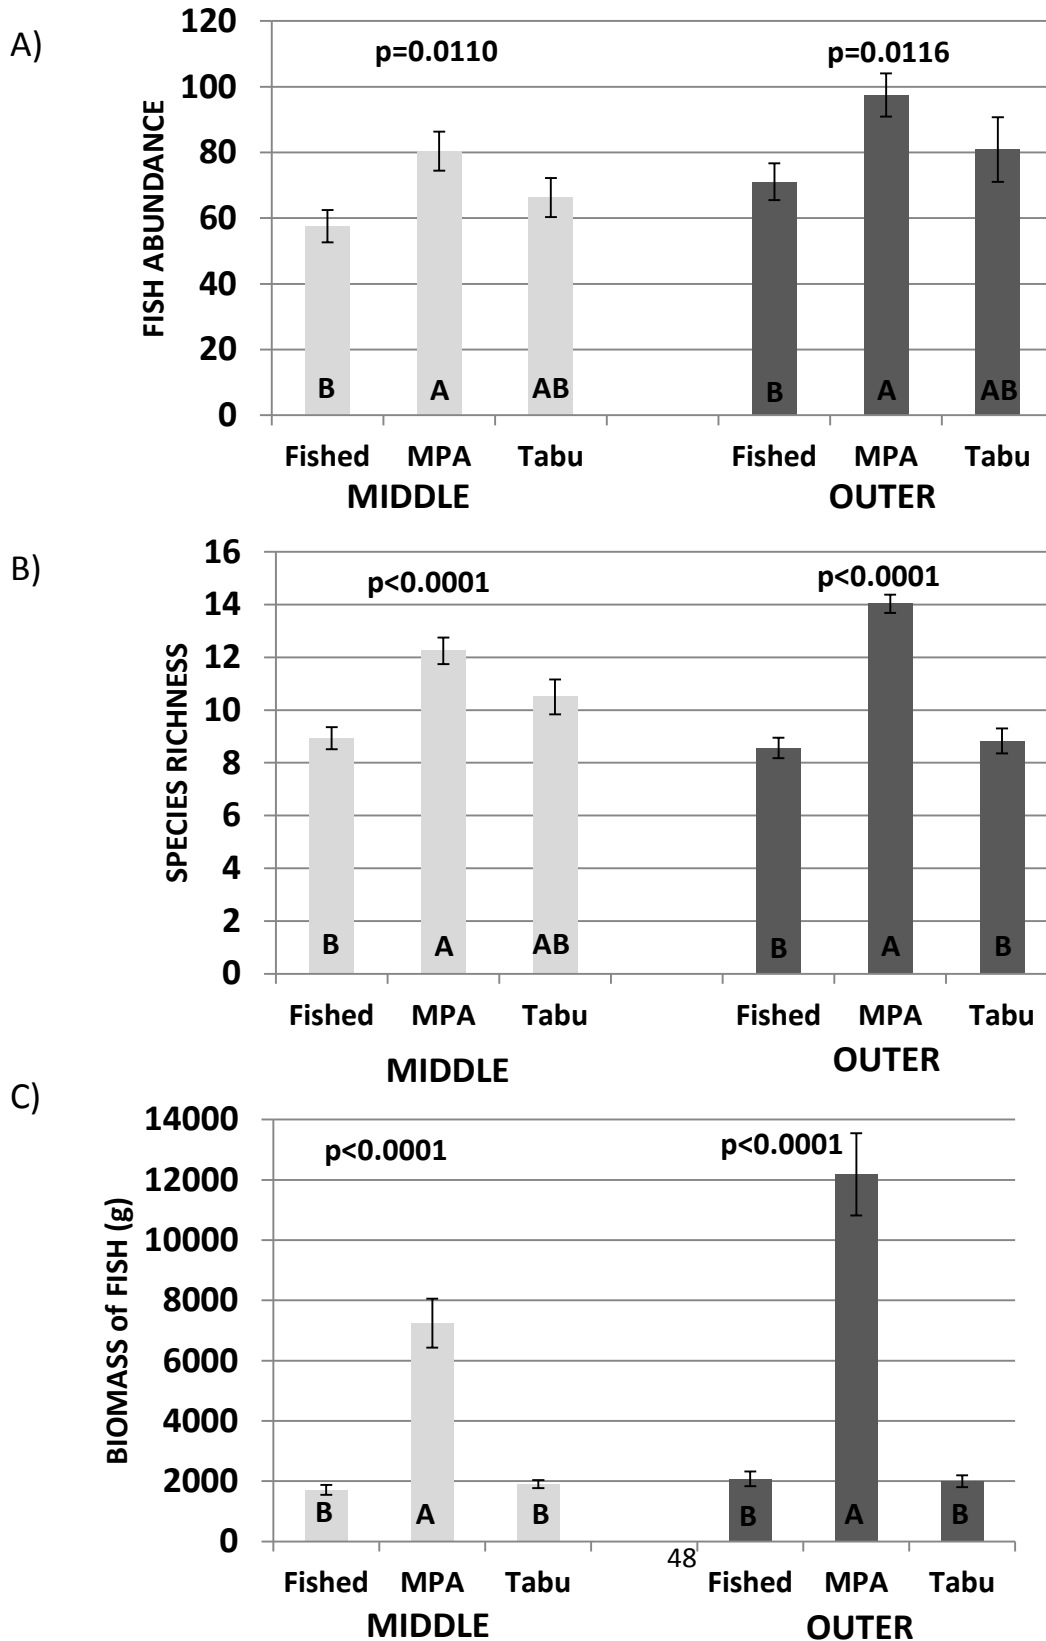 A)
FISH ABUNDANCE
120
100
80
60
40
20
0
p=0.0110
p=0.0116
B A AB B A AB
Fished MPA Tabu Fished MPA Tabu
MIDDLE OUTER
B)
SPECIES RICHNESS
16
14
12
10
8
6
4
2
0
p<0.0001
p<0.0001
B A AB B A B
Fished MPA Tabu Fished MPA Tabu
MIDDLE OUTER
C)
BIOMASS of FISH (g)
14000
12000
10000
8000
6000
4000
2000
0
p<0.0001
p<0.0001
B A B B A B
48
Fished MPA Tabu Fished MPA Tabu
MIDDLE OUTER